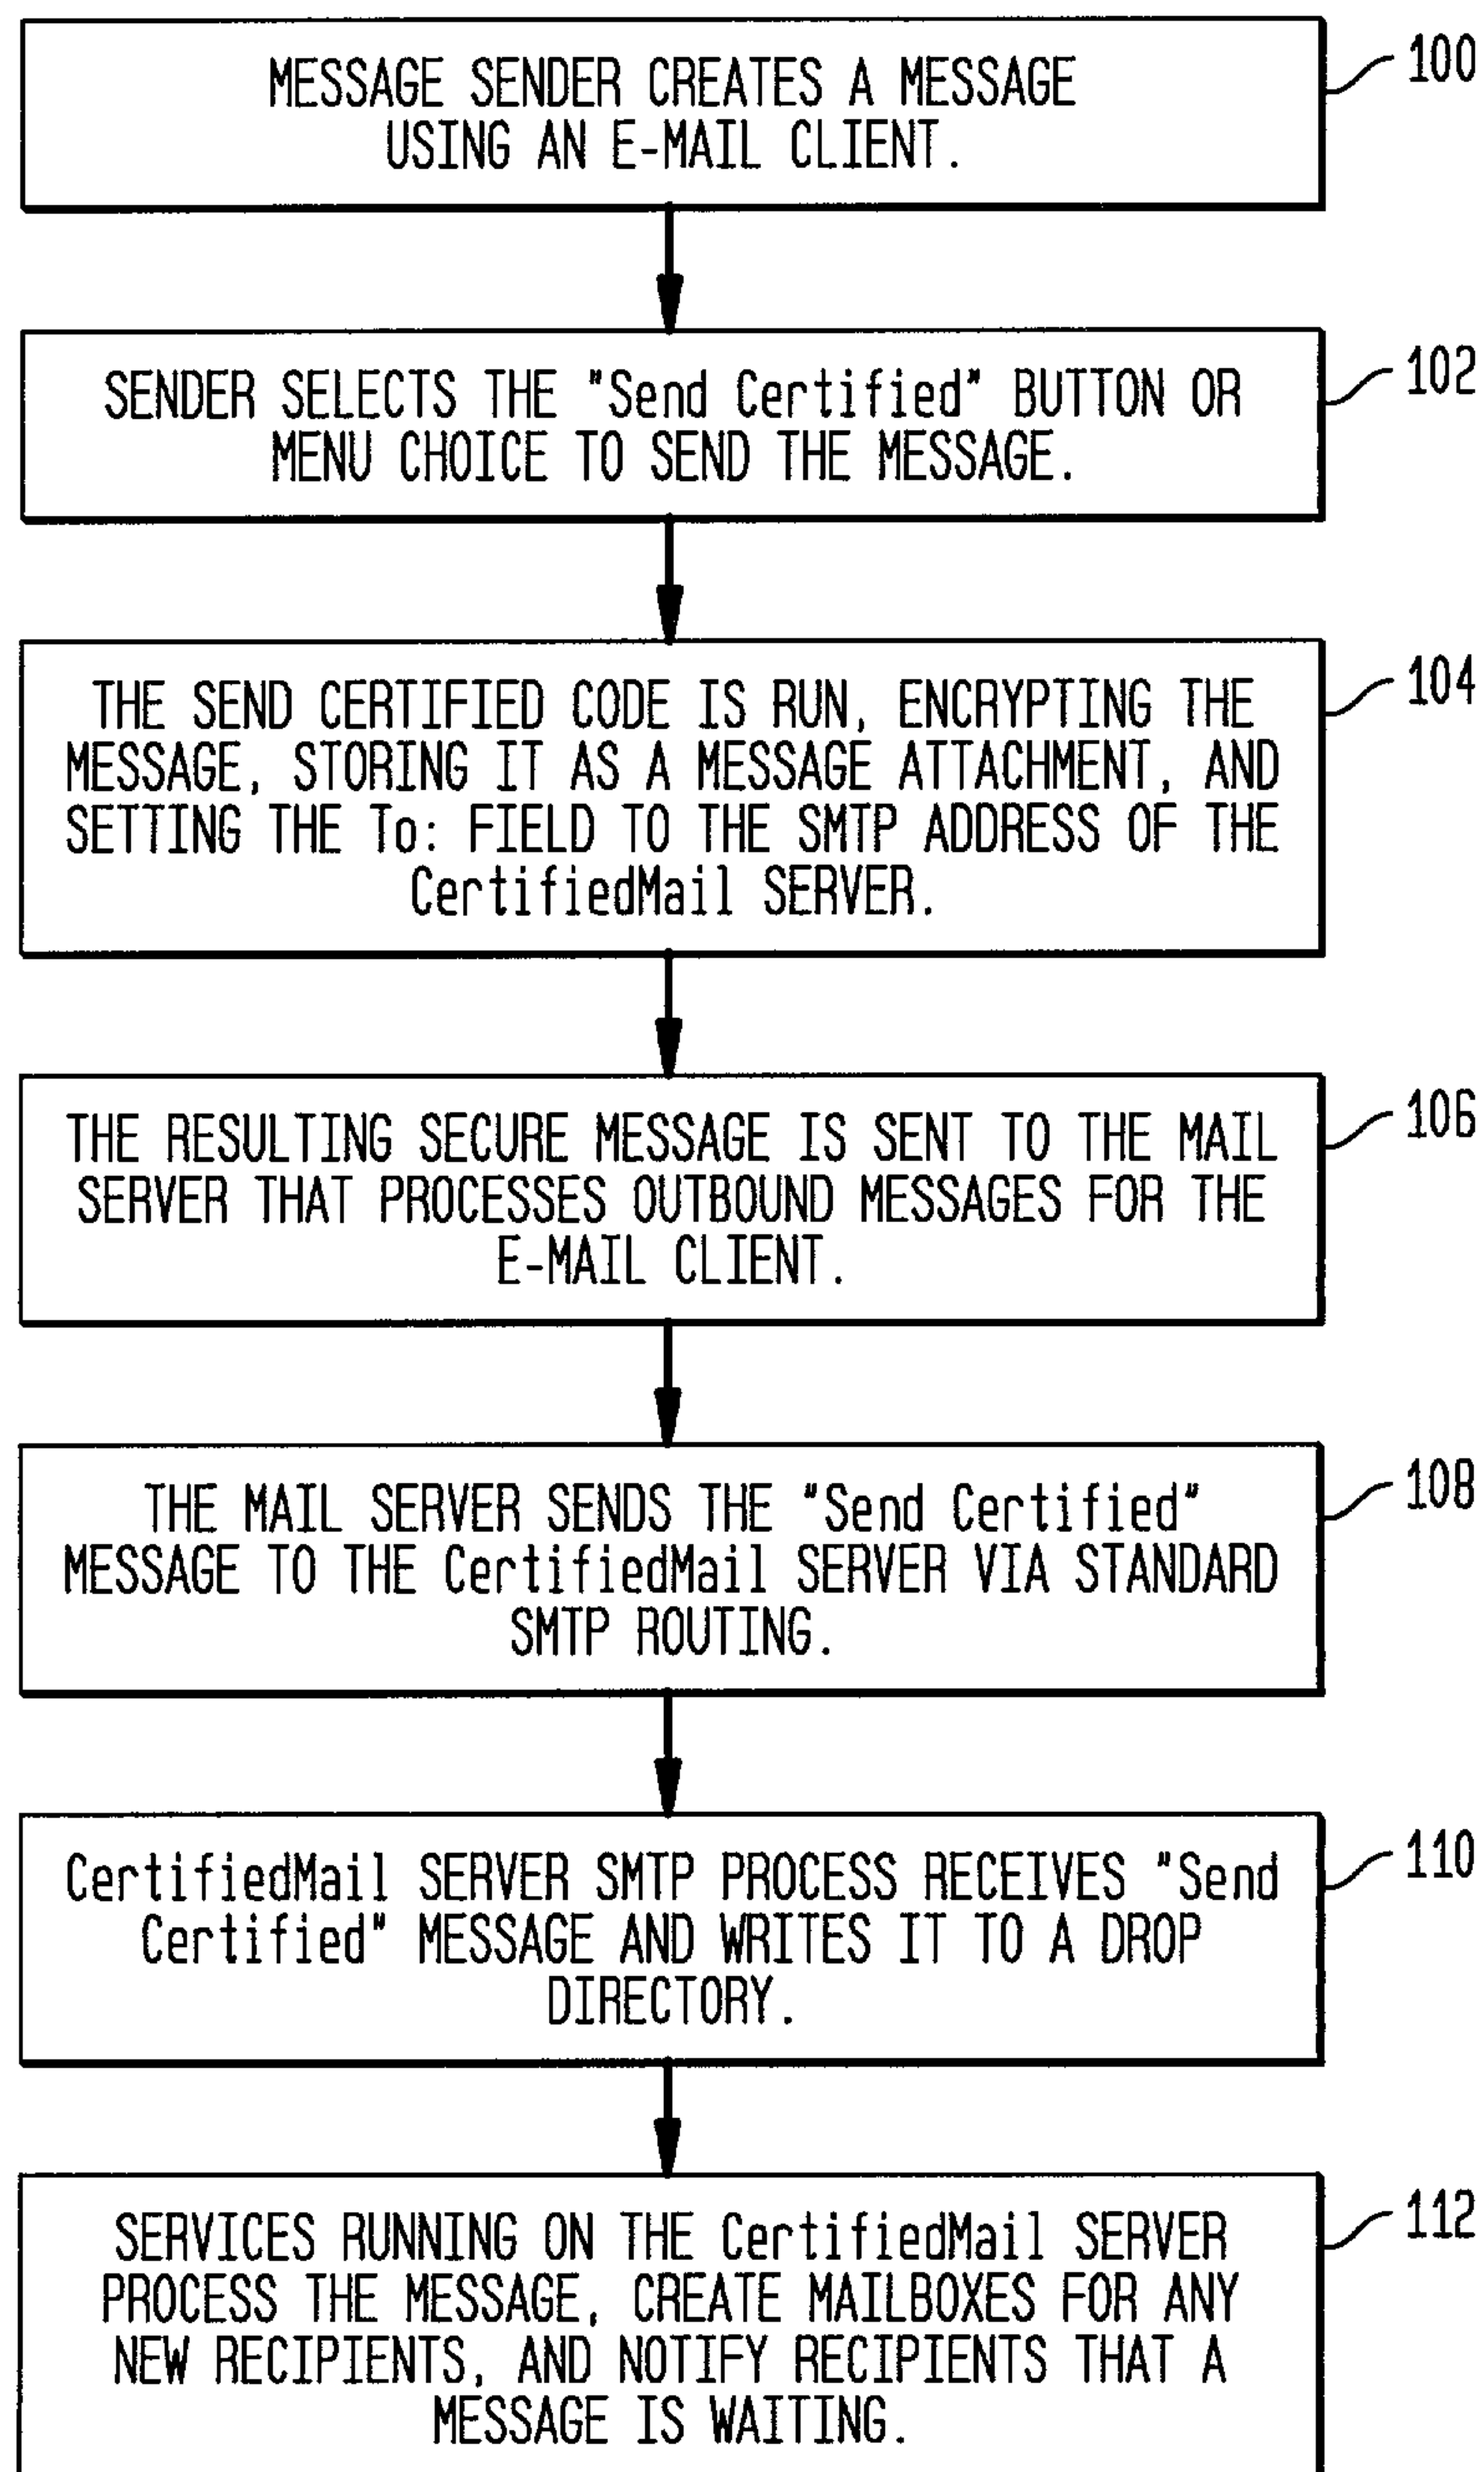 MESSAGE SENDER CREATES A MESSAGE
USING AN E-MAIL CLIENT.
100
SENDER SELECTS THE "Send Certified" BUTTON OR
MENU CHOICE TO SEND THE MESSAGE.
102
THE SEND CERTIFIED CODE IS RUN, ENCRYPTING THE
MESSAGE, STORING IT AS A MESSAGE ATTACHMENT, AND
SETTING THE To: FIELD TO THE SMTP ADDRESS OF THE
CertifiedMail SERVER.
104
THE RESULTING SECURE MESSAGE IS SENT TO THE MAIL
SERVER THAT PROCESSES OUTBOUND MESSAGES FOR THE
E-MAIL CLIENT.
106
THE MAIL SERVER SENDS THE "Send Certified"
MESSAGE TO THE CertifiedMail SERVER VIA STANDARD
SMTP ROUTING.
108
CertifiedMail SERVER SMTP PROCESS RECEIVES "Send
Certified" MESSAGE AND WRITES IT TO A DROP
DIRECTORY.
110
SERVICES RUNNING ON THE CertifiedMail SERVER
PROCESS THE MESSAGE, CREATE MAILBOXES FOR ANY
NEW RECIPIENTS, AND NOTIFY RECIPIENTS THAT A
MESSAGE IS WAITING.
112